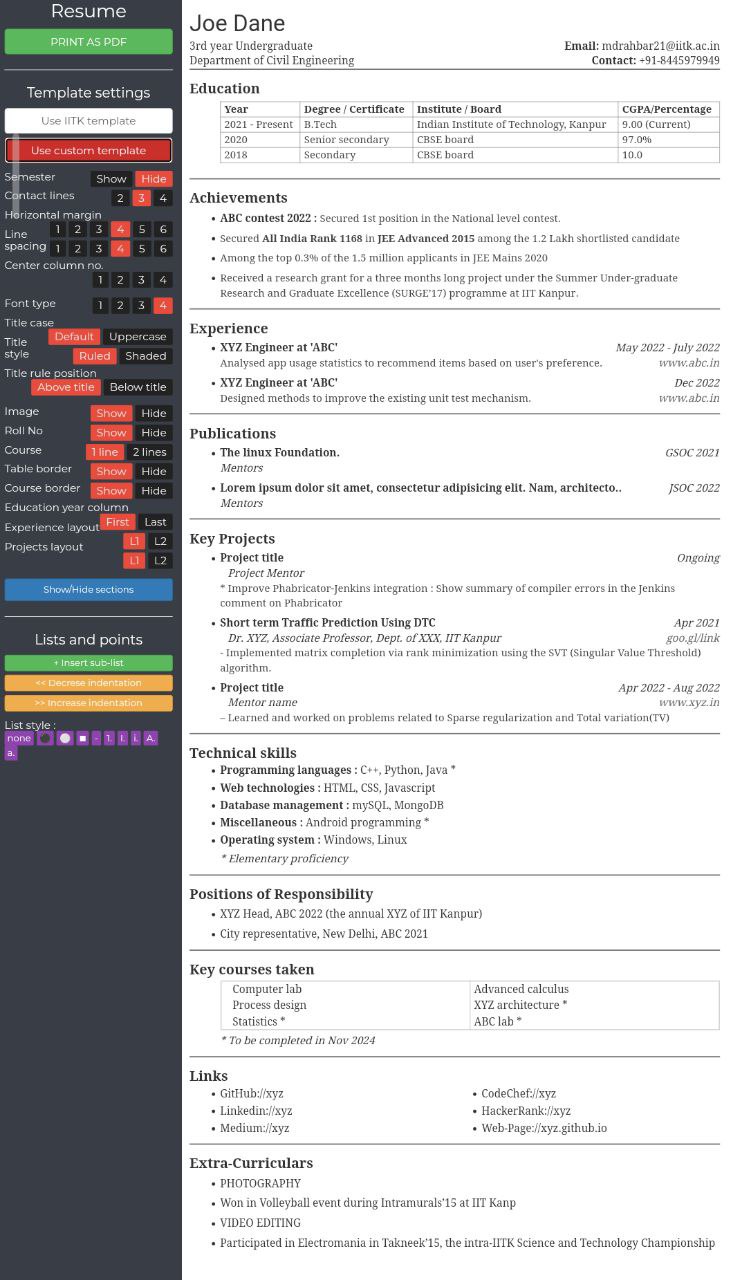 Resume
PRINT AS PDF
Template settings
Use IITK template
Use custom template
Semester Show Hide
Contact lines 2 3 4
Horizontal margin
1 2 3 4 5 6
Line spacing 1 2 3 4 5 6
Center column no.
1 2 3 4
Font type 1 2 3 4
Title case
Default Uppercase
Title style Ruled Shaded
Title rule position
Above title Below title
Image Show Hide
Roll No Show Hide
Course 1 line 2 lines
Table border Show Hide
Course border Show Hide
Education year column
First Last
Experience layout L1 L2
Projects layout L1 L2
Show/Hide sections
Lists and points
+ Insert sub-list
<< Decrese indentation
>> Increase indentation
List style :
none ● ● ■ - 1. I. i. A.
a.
Joe Dane
3rd year Undergraduate Email: mdrahbar21@iitk.ac.in
Department of Civil Engineering Contact: +91-8445979949
Education
Year Degree / Certificate Institute / Board CGPA/Percentage
2021 - Present B.Tech Indian Institute of Technology, Kanpur 9.00 (Current)
2020 Senior secondary CBSE board 97.0%
2018 Secondary CBSE board 10.0
Achievements
• ABC contest 2022 : Secured 1st position in the National level contest.
• Secured All India Rank 1168 in JEE Advanced 2015 among the 1.2 Lakh shortlisted candidate
• Among the top 0.3% of the 1.5 million applicants in JEE Mains 2020
• Received a research grant for a three months long project under the Summer Under-graduate
Research and Graduate Excellence (SURGE'17) programme at IIT Kanpur.
Experience
• XYZ Engineer at 'ABC' May 2022 - July 2022
Analysed app usage statistics to recommend items based on user's preference. www.abc.in
• XYZ Engineer at 'ABC' Dec 2022
Designed methods to improve the existing unit test mechanism. www.abc.in
Publications
• The linux Foundation. GSOC 2021
Mentors
• Lorem ipsum dolor sit amet, consectetur adipisicing elit. Nam, architecto.. JSOC 2022
Mentors
Key Projects
• Project title Ongoing
Project Mentor
* Improve Phabricator-Jenkins integration : Show summary of compiler errors in the Jenkins
comment on Phabricator
• Short term Traffic Prediction Using DTC Apr 2021
Dr. XYZ, Associate Professor, Dept. of XXX, IIT Kanpur goo.gl/link
- Implemented matrix completion via rank minimization using the SVT (Singular Value Threshold)
algorithm.
• Project title Apr 2022 - Aug 2022
Mentor name www.xyz.in
– Learned and worked on problems related to Sparse regularization and Total variation(TV)
Technical skills
• Programming languages : C++, Python, Java *
• Web technologies : HTML, CSS, Javascript
• Database management : mySQL, MongoDB
• Miscellaneous : Android programming *
• Operating system : Windows, Linux
* Elementary proficiency
Positions of Responsibility
• XYZ Head, ABC 2022 (the annual XYZ of IIT Kanpur)
• City representative, New Delhi, ABC 2021
Key courses taken
Computer lab Advanced calculus
Process design XYZ architecture *
Statistics * ABC lab *
* To be completed in Nov 2024
Links
• GitHub://xyz • CodeChef://xyz
• Linkedin://xyz • HackerRank://xyz
• Medium://xyz • Web-Page://xyz.github.io
Extra-Curriculars
• PHOTOGRAPHY
• Won in Volleyball event during Intramurals'15 at IIT Kanp
• VIDEO EDITING
• Participated in Electromania in Takneek'15, the intra-IITK Science and Technology Championship